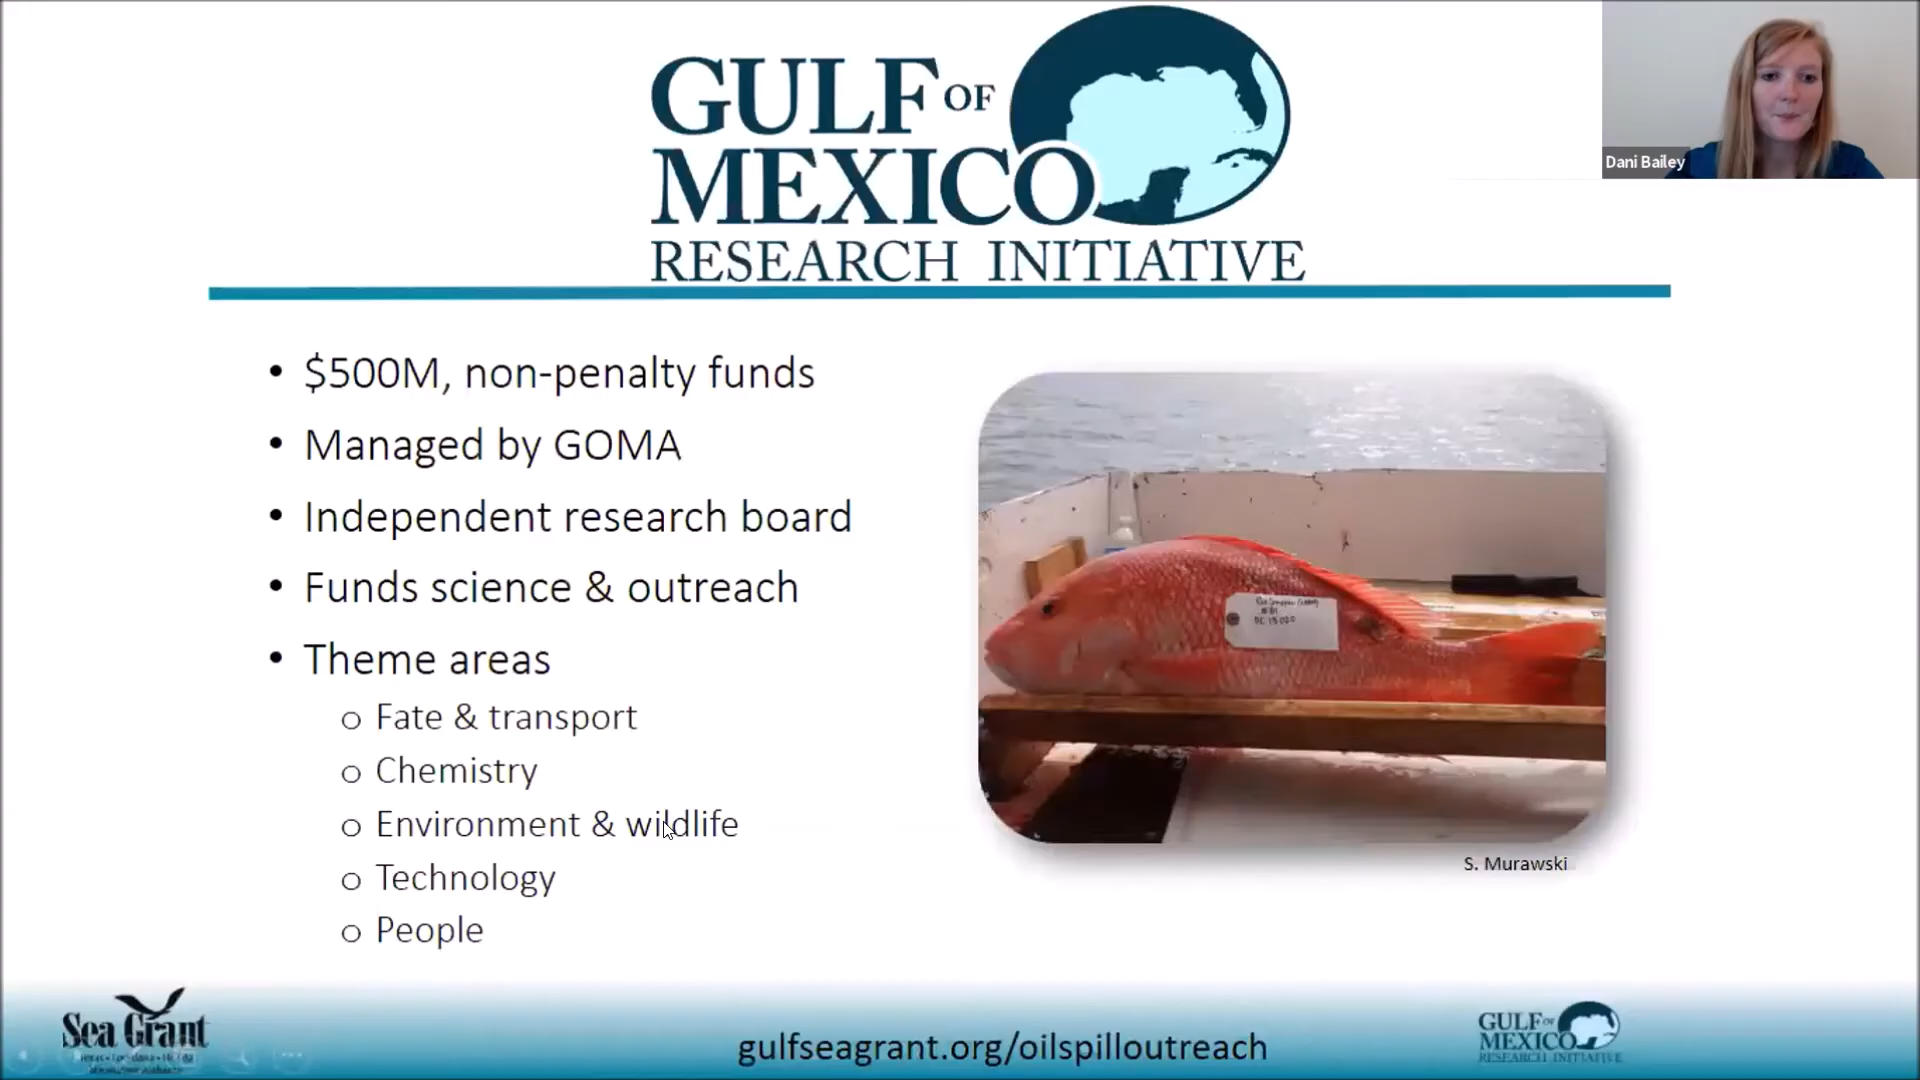 GULF OF
MEXICO
RESEARCH INITIATIVE
Dani Bailey
• $500M, non-penalty funds
• Managed by GOMA
• Independent research board
• Funds science & outreach
• Theme areas
o Fate & transport
o Chemistry
o Environment & wildlife
o Technology
o People
S. Murawski
Sea Grant
gulfseagrant.org/oilspilloutreach
GULF OF
MEXICO
RESEARCH INITIATIVE